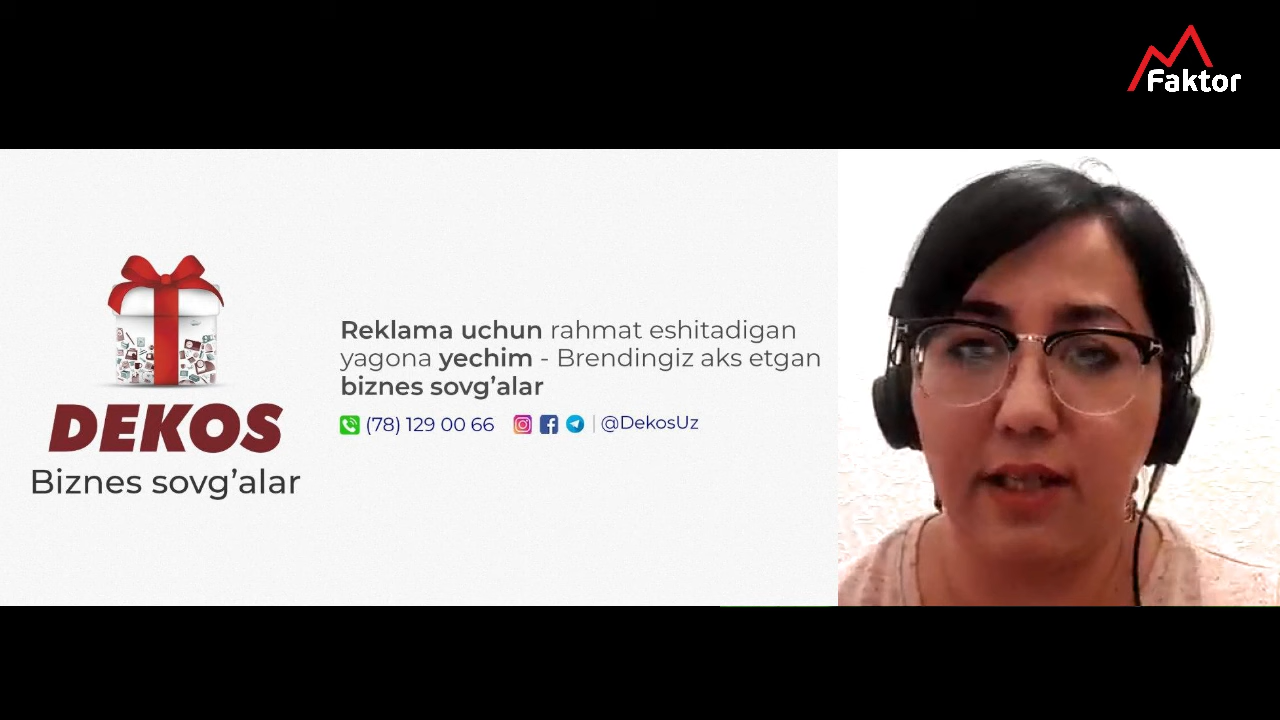 Faktor
DEKOS
Biznes sovg’alar
Reklama uchun rahmat eshitadigan
yagona yechim - Brendingiz aks etgan
biznes sovg’alar
(78) 129 00 66 | @DekosUz